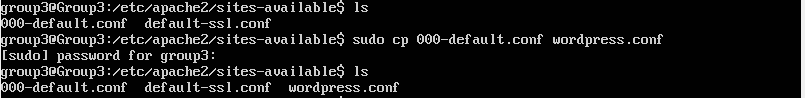 group3@Group3:/etc/apache2/sites-available$ ls
000-default.conf  default-ssl.conf
group3@Group3:/etc/apache2/sites-available$ sudo cp 000-default.conf wordpress.conf
[sudo] password for group3:
group3@Group3:/etc/apache2/sites-available$ ls
000-default.conf  default-ssl.conf  wordpress.conf